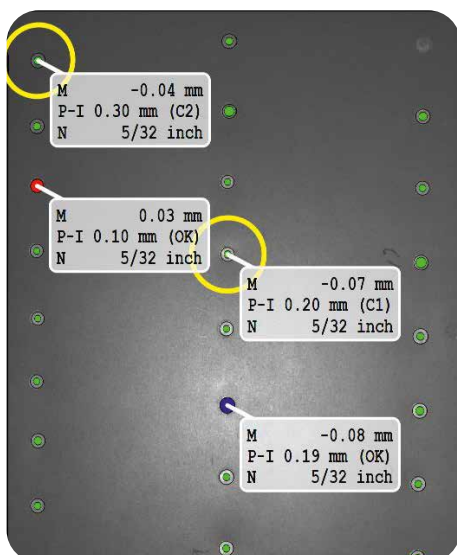 M -0.04 mm
P-I 0.30 mm (C2)
N 5/32 inch
M 0.03 mm
P-I 0.10 mm (OK)
N 5/32 inch
M -0.07 mm
P-I 0.20 mm (C1)
N 5/32 inch
M -0.08 mm
P-I 0.19 mm (OK)
N 5/32 inch